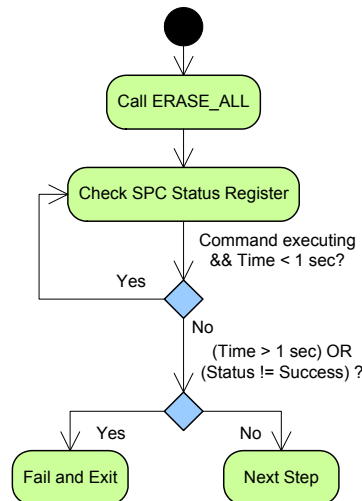 Call ERASE_ALL
Check SPC Status Register
Command executing
&& Time < 1 sec?
Yes
No
(Time > 1 sec) OR
(Status != Success) ?
Yes
No
Fail and Exit
Next Step